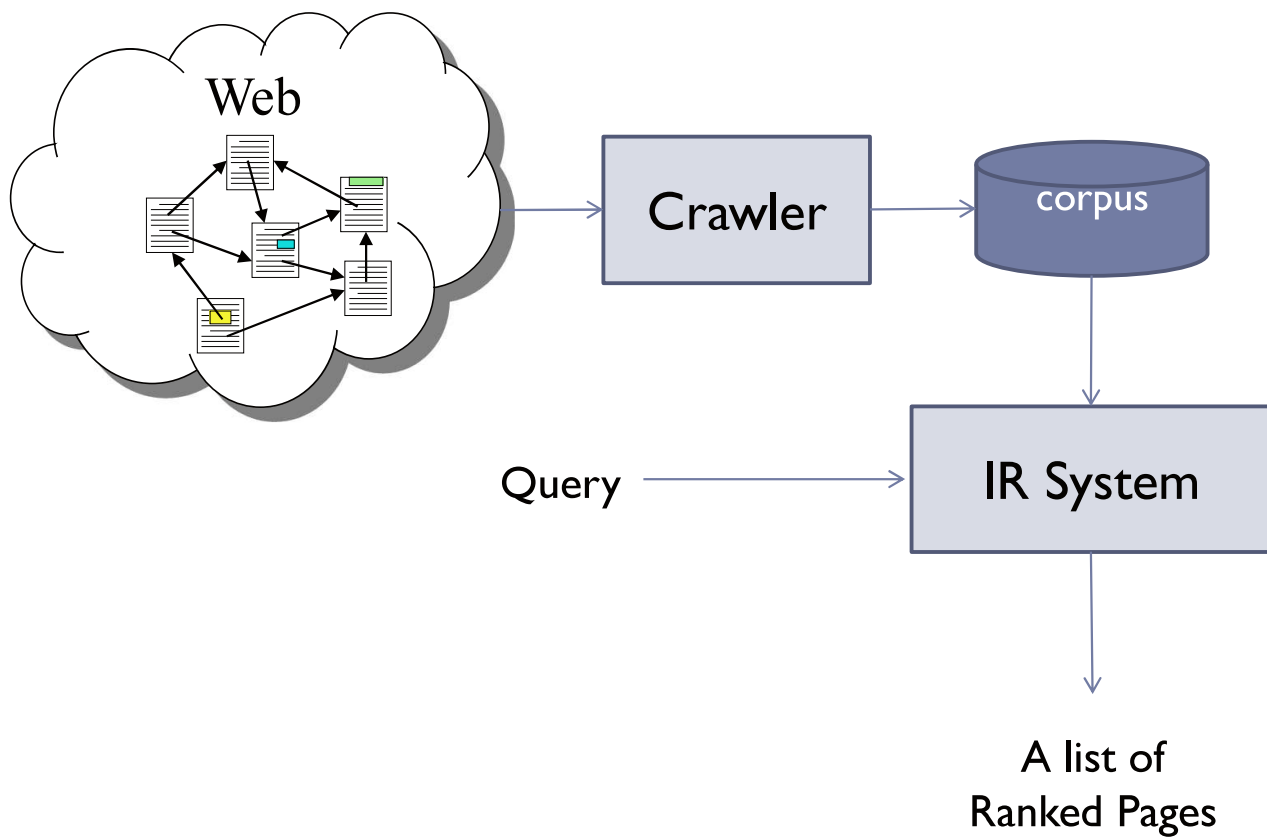 Web
Crawler
corpus
Query
IR System
A list of
Ranked Pages